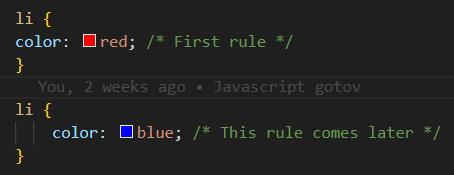 li {
color: red; /* First rule */
}
You, 2 weeks ago • Javascript gotov
li {
color: blue; /* This rule comes later */
}